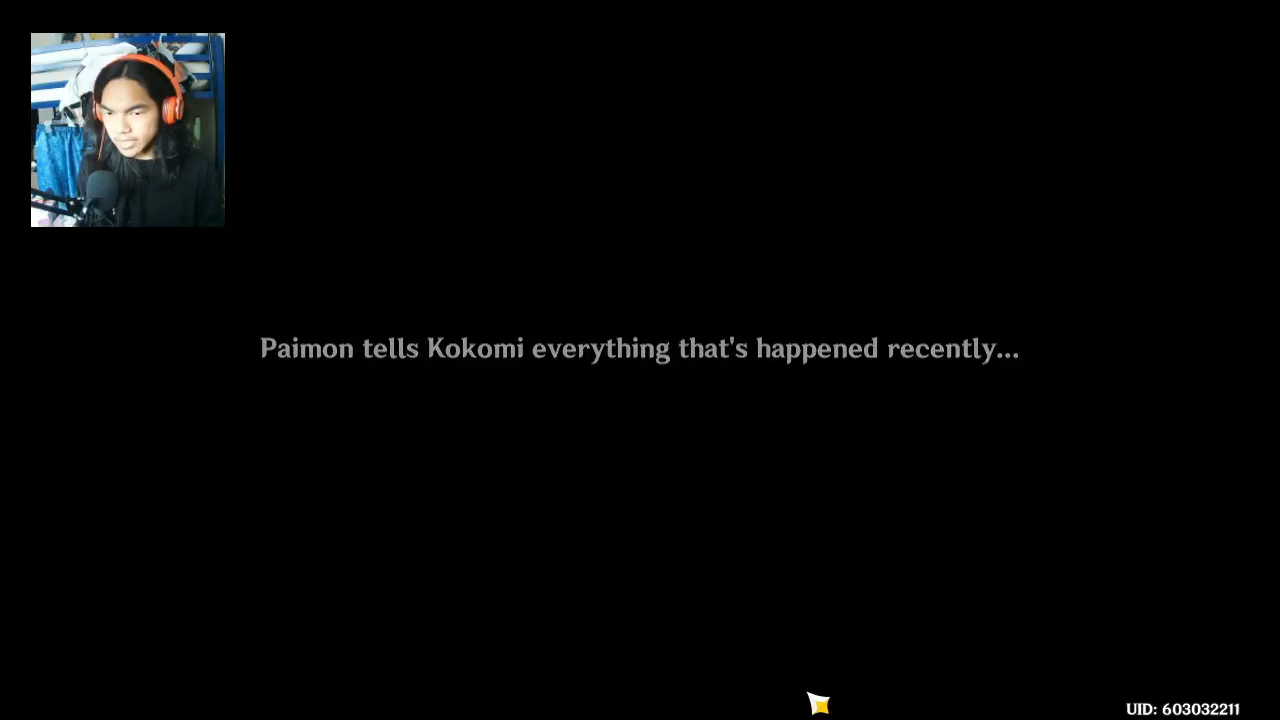 Paimon tells Kokomi everything that's happened recently...
UID: 603032211